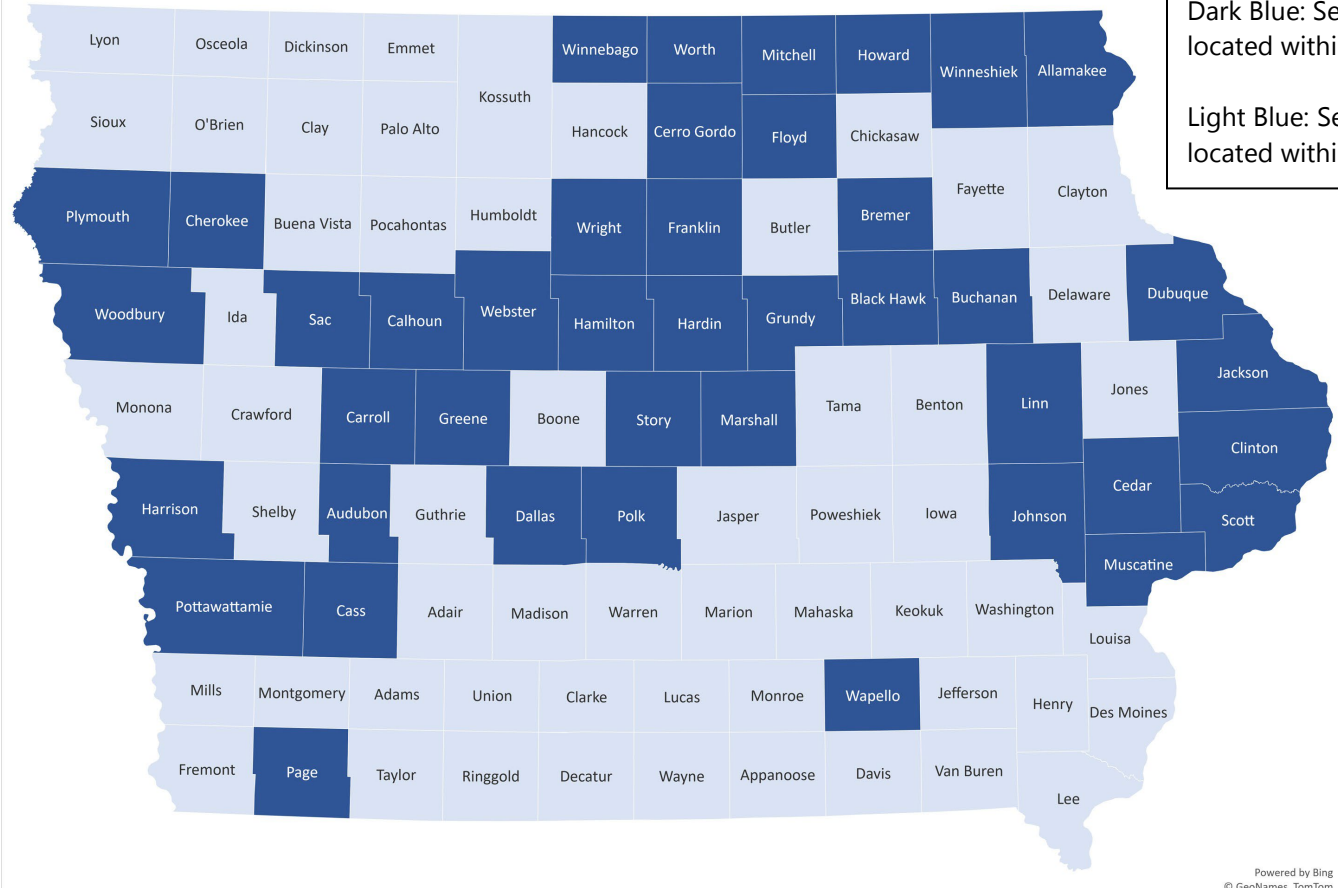 Dark Blue: Se
located withi
Light Blue: Se
located withi
Lyon
Osceola
Dickinson
Emmet
Kossuth
Winnebago
Worth
Mitchell
Howard
Winneshiek
Allamakee
Sioux
O'Brien
Clay
Palo Alto
Hancock
Cerro Gordo
Floyd
Chickasaw
Fayette
Clayton
Plymouth
Cherokee
Buena Vista
Pocahontas
Humboldt
Wright
Franklin
Butler
Bremer
Woodbury
Ida
Sac
Calhoun
Webster
Hamilton
Hardin
Grundy
Black Hawk
Buchanan
Delaware
Dubuque
Monona
Crawford
Carroll
Greene
Boone
Story
Marshall
Tama
Benton
Linn
Jones
Jackson
Clinton
Harrison
Shelby
Audubon
Guthrie
Dallas
Polk
Jasper
Poweshiek
Iowa
Johnson
Cedar
Scott
Muscatine
Pottawattamie
Cass
Adair
Madison
Warren
Marion
Mahaska
Keokuk
Washington
Louisa
Mills
Montgomery
Adams
Union
Clarke
Lucas
Monroe
Wapello
Jefferson
Henry
Des Moines
Fremont
Page
Taylor
Ringgold
Decatur
Wayne
Appanoose
Davis
Van Buren
Lee
Powered by Bing
© GeoNames, TomTom